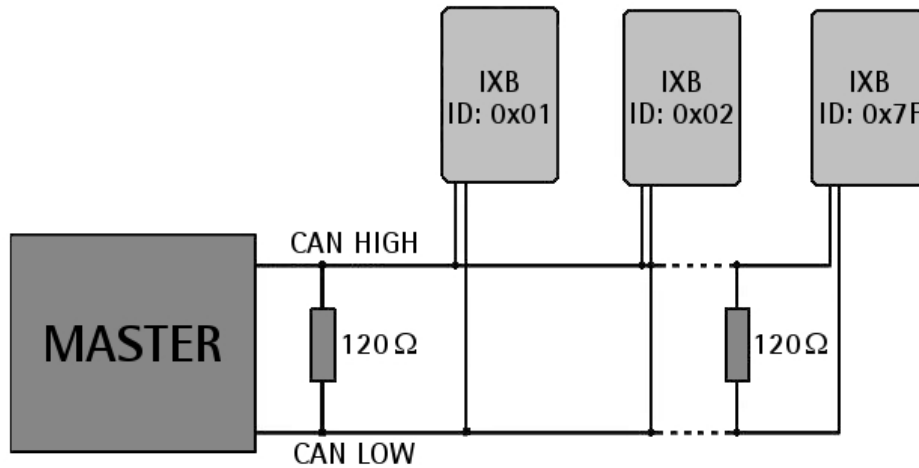 IXB
ID: 0x01
IXB
ID: 0x02
IXB
ID: 0x7F
CAN HIGH
MASTER
120Ω
120Ω
CAN LOW